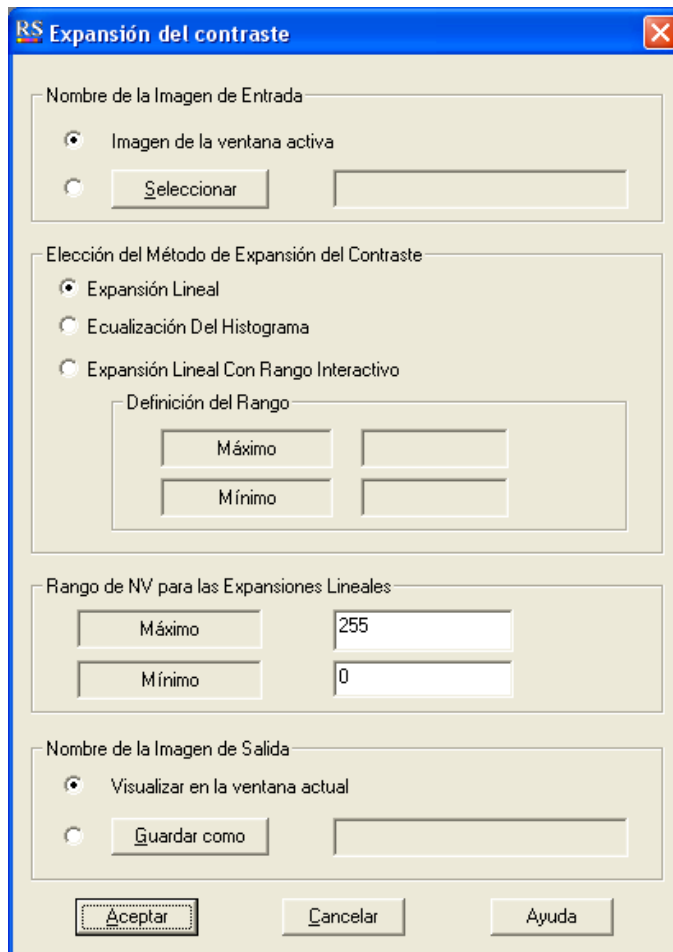 RS Expansión del contraste
Nombre de la Imagen de Entrada
Imagen de la ventana activa
Seleccionar
Elección del Método de Expansión del Contraste
Expansión Lineal
Ecualización Del Histograma
Expansión Lineal Con Rango Interactivo
Definición del Rango
Máximo
Mínimo
Rango de NV para las Expansiones Lineales
Máximo 255
Mínimo 0
Nombre de la Imagen de Salida
Visualizar en la ventana actual
Guardar como
Aceptar Cancelar Ayuda